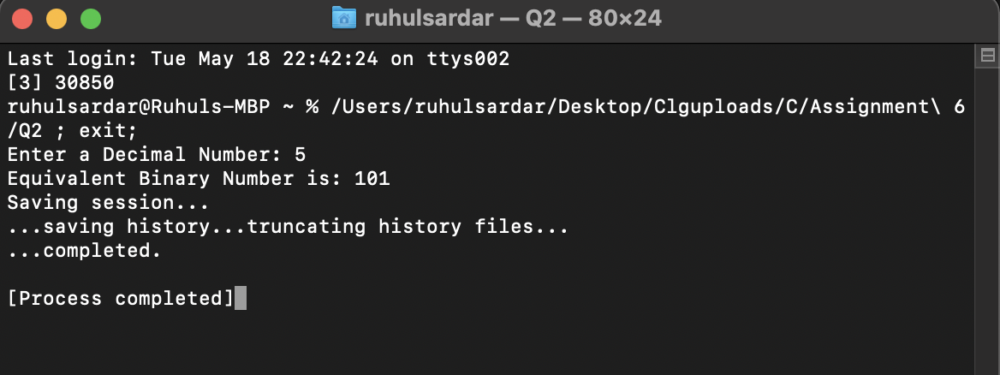 ruhulsardar — Q2 — 80×24
Last login: Tue May 18 22:42:24 on ttys002
[3] 30850
ruhulsardar@Ruhuls-MBP ~ % /Users/ruhulsardar/Desktop/Clguploads/C/Assignment\ 6
/Q2 ; exit;
Enter a Decimal Number: 5
Equivalent Binary Number is: 101
Saving session...
...saving history...truncating history files...
...completed.
[Process completed]